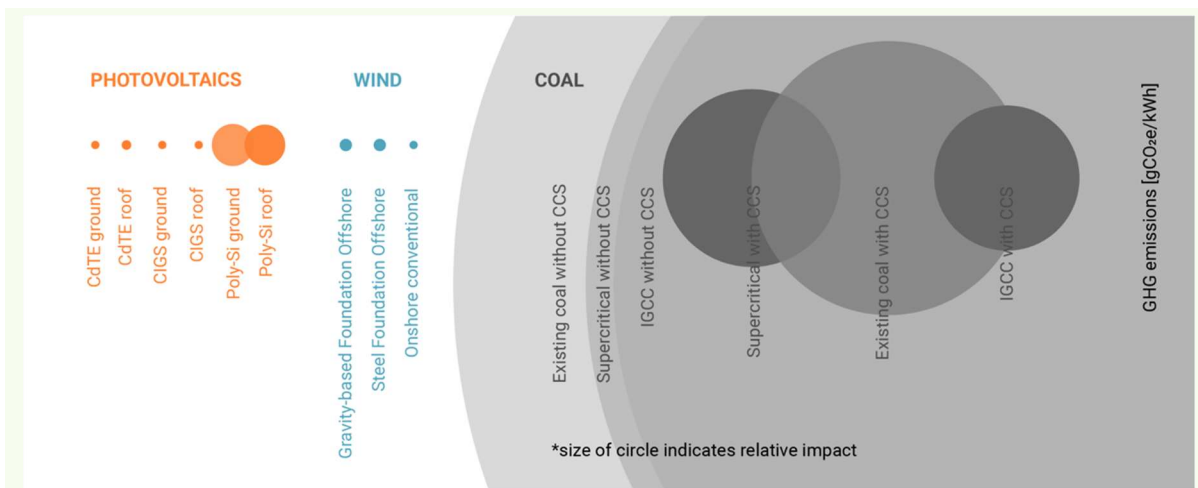 PHOTOVOLTAICS
WIND
COAL
CdTE ground
CdTE roof
CIGS ground
CIGS roof
Poly-Si ground
Poly-Si roof
Gravity-based Foundation Offshore
Steel Foundation Offshore
Onshore conventional
Existing coal without CCS
Supercritical without CCS
IGCC without CCS
Supercritical with CCS
Existing coal with CCS
IGCC with CCS
GHG emissions [gCO₂e/kWh]
*size of circle indicates relative impact